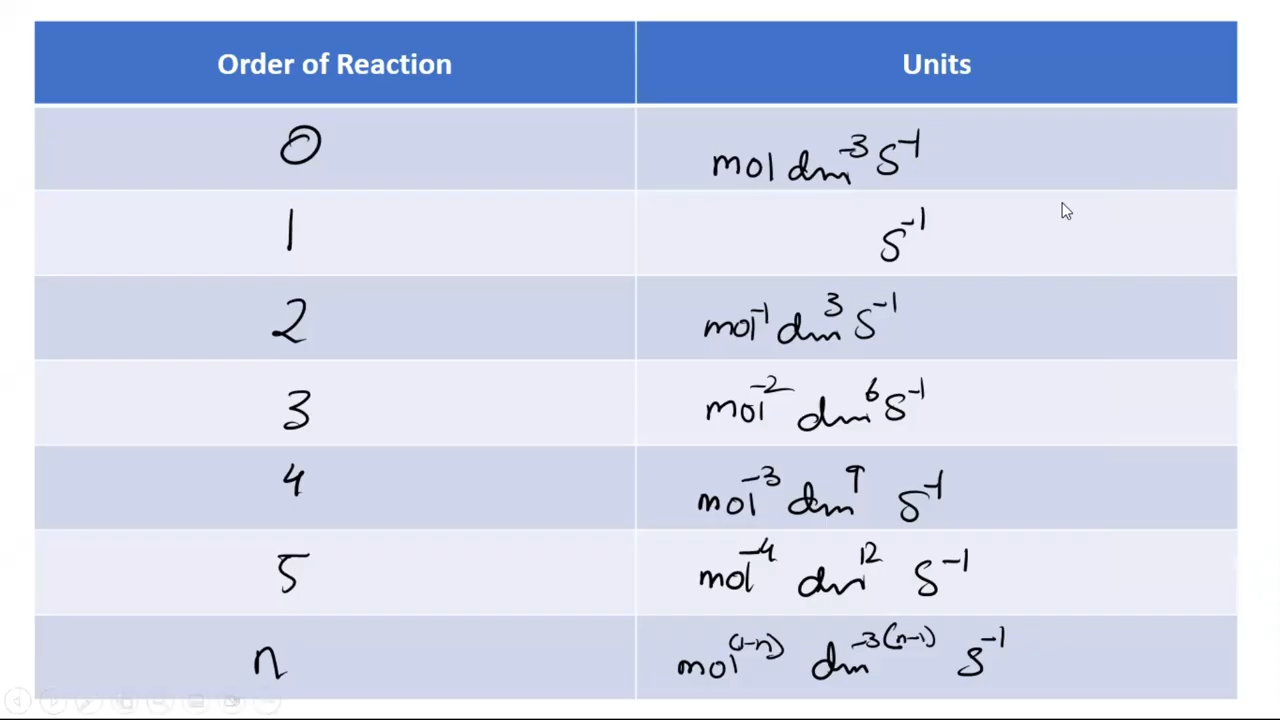 Order of Reaction Units
0 mol dm⁻³ s⁻¹
1 s⁻¹
2 mol⁻¹ dm³ s⁻¹
3 mol⁻² dm⁶ s⁻¹
4 mol⁻³ dm⁹ s⁻¹
5 mol⁻⁴ dm¹² s⁻¹
n mol⁽¹⁻ⁿ⁾ dm⁻³⁽ⁿ⁻¹⁾ s⁻¹